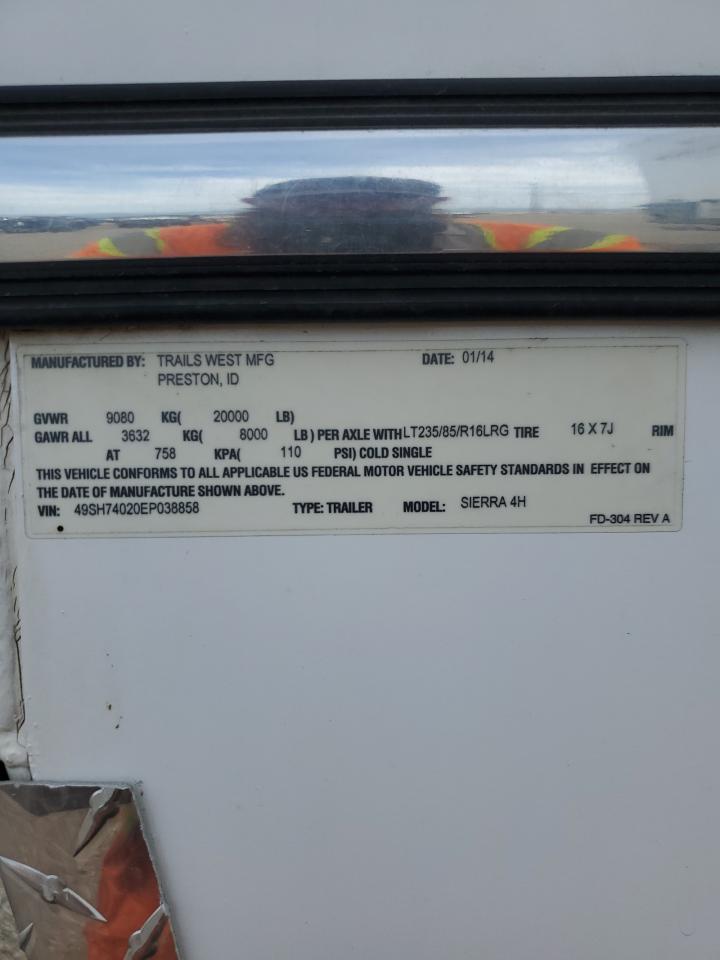 MANUFACTURED BY: TRAILS WEST MFG DATE: 01/14
PRESTON, ID
GVWR 9080 KG( 20000 LB)
GAWR ALL 3632 KG( 8000 LB ) PER AXLE WITH LT235/85/R16LRG TIRE 16 X 7J RIM
AT 758 KPA( 110 PSI) COLD SINGLE
THIS VEHICLE CONFORMS TO ALL APPLICABLE US FEDERAL MOTOR VEHICLE SAFETY STANDARDS IN EFFECT ON
THE DATE OF MANUFACTURE SHOWN ABOVE.
VIN: 49SH74020EP038858 TYPE: TRAILER MODEL: SIERRA 4H
FD-304 REV A